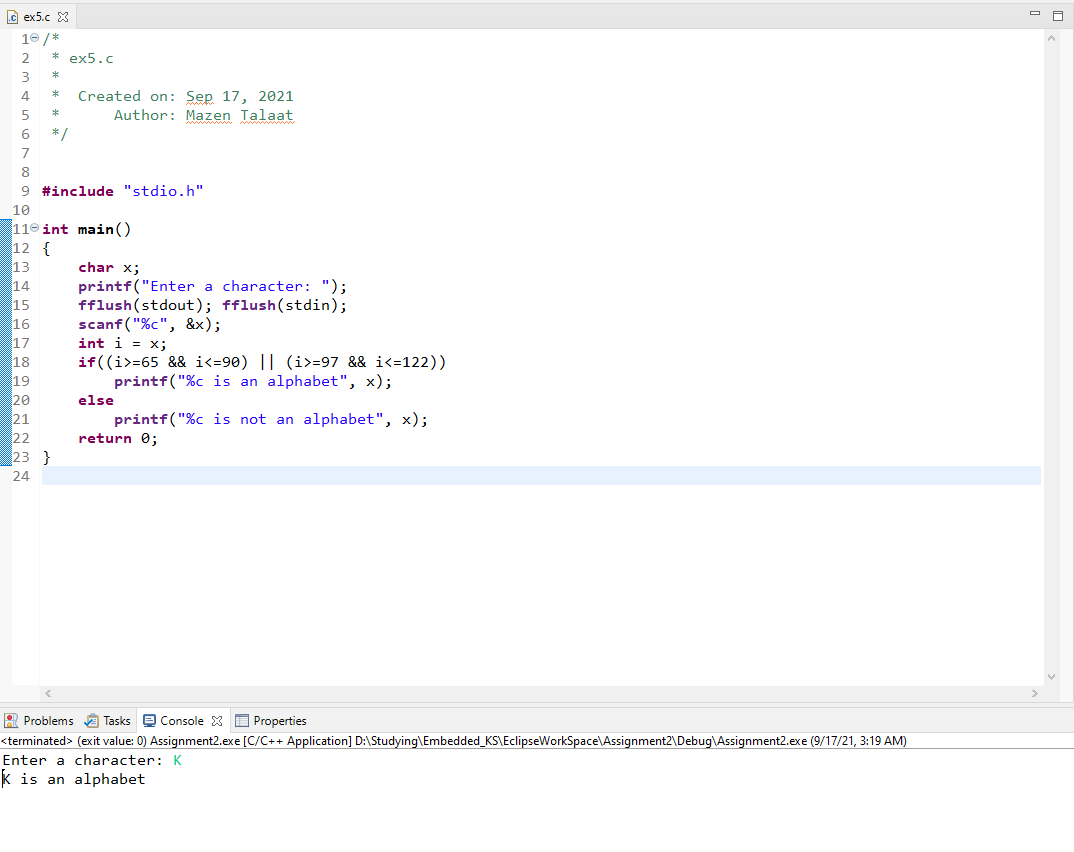 ex5.c
1 /*
2  * ex5.c
3  *
4  *  Created on: Sep 17, 2021
5  *      Author: Mazen Talaat
6  */
7
8
9 #include "stdio.h"
10
11 int main()
12 {
13     char x;
14     printf("Enter a character: ");
15     fflush(stdout); fflush(stdin);
16     scanf("%c", &x);
17     int i = x;
18     if((i>=65 && i<=90) || (i>=97 && i<=122))
19         printf("%c is an alphabet", x);
20     else
21         printf("%c is not an alphabet", x);
22     return 0;
23 }
24
Problems Tasks Console Properties
<terminated> (exit value: 0) Assignment2.exe [C/C++ Application] D:\Studying\Embedded_KS\EclipseWorkSpace\Assignment2\Debug\Assignment2.exe (9/17/21, 3:19 AM)
Enter a character: K
K is an alphabet